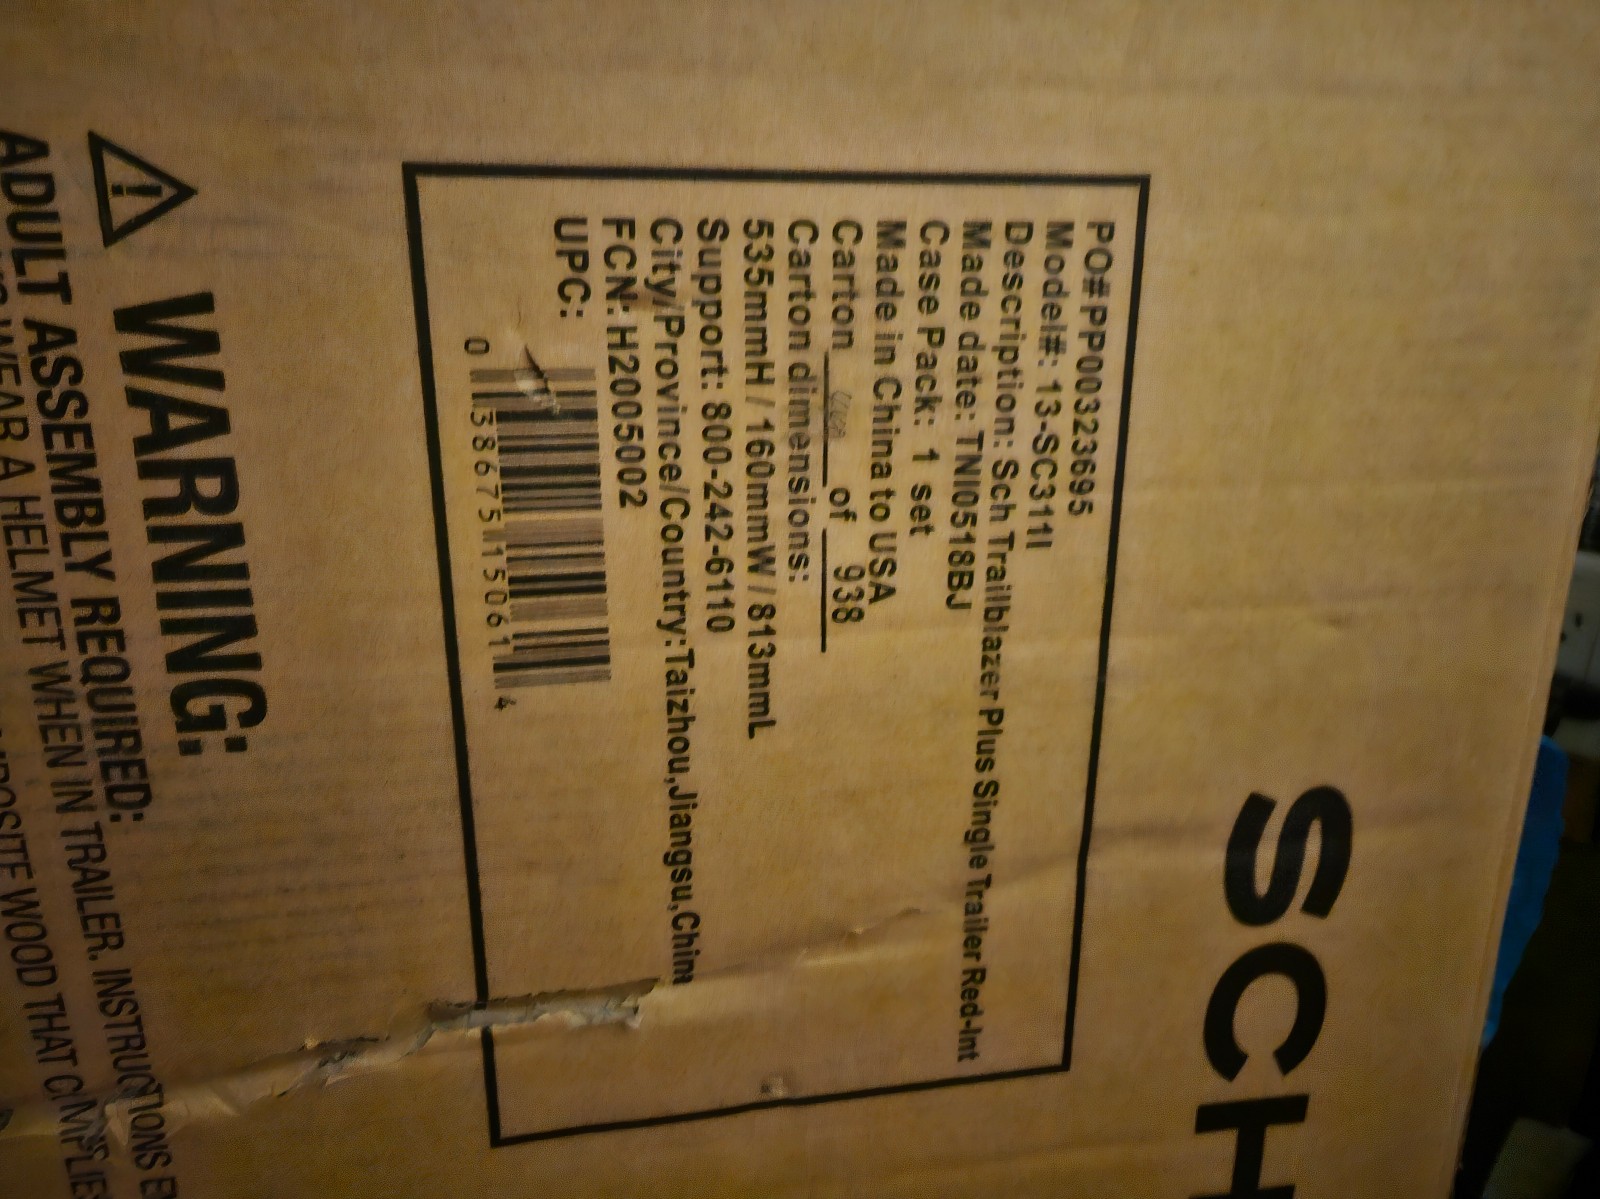 SCH
PO#PP00323695
Model#: 13-SC311I
Description: Sch Trailblazer Plus Single Trailer Red-Int
Made date: TNI0518BJ
Case Pack: 1 set
Made in China to USA
Carton of 938
Carton dimensions:
535mmH / 160mmW / 813mmL
Support: 800-242-6110
City/Province/Country:Taizhou,Jiangsu,China
FCN: H2005002
UPC:
0 38675 15061 4
WARNING:
ADULT ASSEMBLY REQUIRED:
WEAR A HELMET WHEN IN TRAILER. INSTRUCTIONS
WOOD THAT COMPLIES